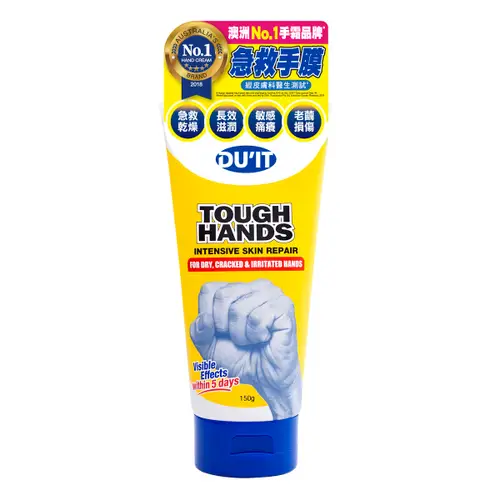 AUSTRALIA'S
No.1
HAND CREAM
BRAND
2018
澳洲No.1手霜品牌*
急救手膜
經皮膚科醫生測試^
急救
乾燥
長效
滋潤
敏感
痛癢
老繭
損傷
DU'IT
TOUGH
HANDS
INTENSIVE SKIN REPAIR
FOR DRY, CRACKED & IRRITATED HANDS
Visible
Effects
within 5 days
150g